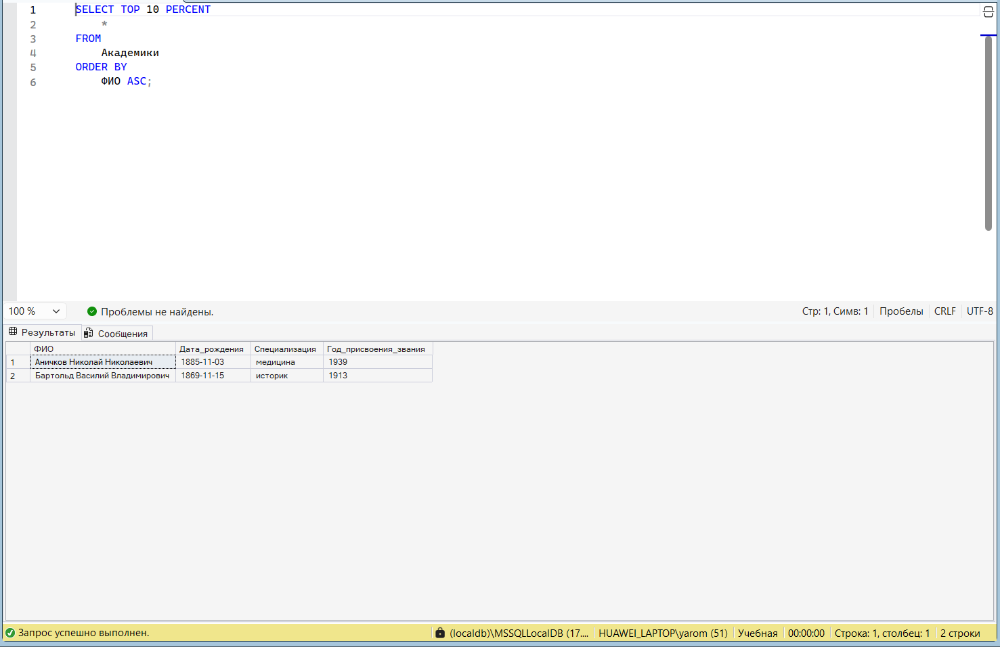 1 SELECT TOP 10 PERCENT
2 *
3 FROM
4 Академики
5 ORDER BY
6 ФИО ASC;
100 % Проблемы не найдены. Стр: 1, Симв: 1 Пробелы CRLF UTF-8
Результаты Сообщения
ФИО Дата_рождения Специализация Год_присвоения_звания
1 Аничков Николай Николаевич 1885-11-03 медицина 1939
2 Бартольд Василий Владимирович 1869-11-15 историк 1913
Запрос успешно выполнен. (localdb)\MSSQLLocalDB (17.... HUAWEI_LAPTOP\yarom (51) Учебная 00:00:00 Строка: 1, столбец: 1 2 строки